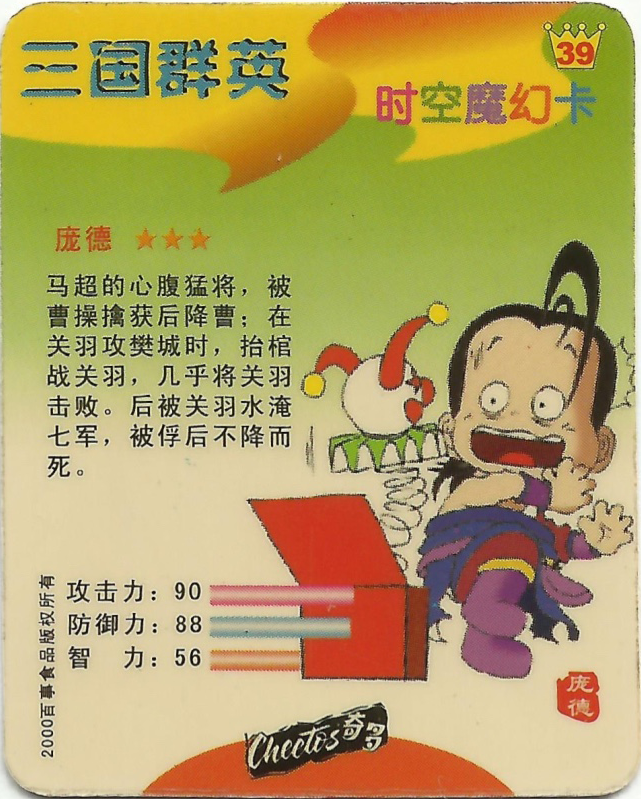 三国群英
39
时空魔幻卡
庞德 ★★★
马超的心腹猛将，被
曹操擒获后降曹；在
关羽攻樊城时，抬棺
战关羽，几乎将关羽
击败。后被关羽水淹
七军，被俘后不降而
死。
攻击力：90
防御力：88
智　力：56
2000百事食品版权所有
庞德
Cheetos奇多